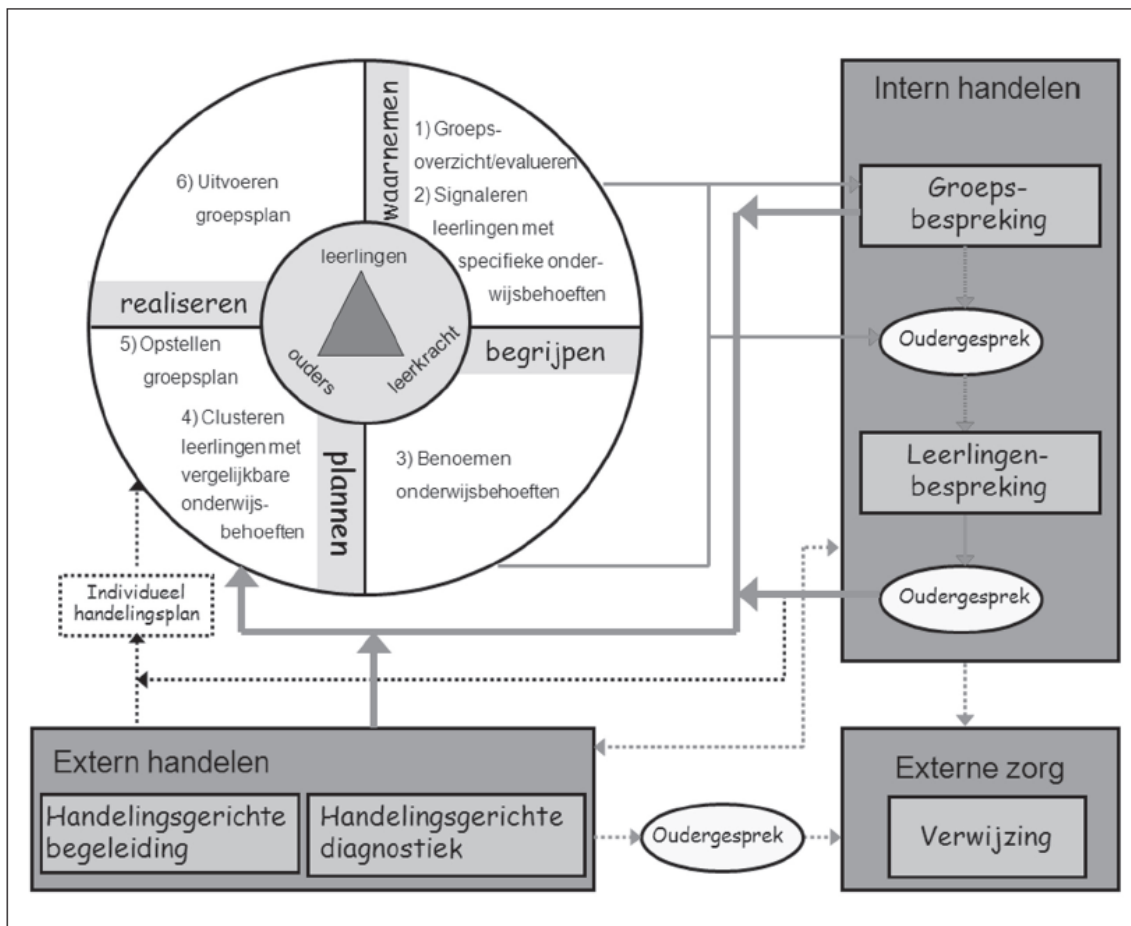 waarnemen
1) Groeps-
overzicht/evalueren
2) Signaleren
leerlingen met
specifieke onder-
wijsbehoeften
begrijpen
3) Benoemen
onderwijsbehoeften
plannen
4) Clusteren
leerlingen met
vergelijkbare
onderwijs-
behoeften
5) Opstellen
groepsplan
realiseren
6) Uitvoeren
groepsplan
leerlingen
ouders
leerkracht
Intern handelen
Groeps-
bespreking
Oudergesprek
Leerlingen-
bespreking
Oudergesprek
Individueel
handelingsplan
Extern handelen
Handelingsgerichte
begeleiding
Handelingsgerichte
diagnostiek
Oudergesprek
Externe zorg
Verwijzing